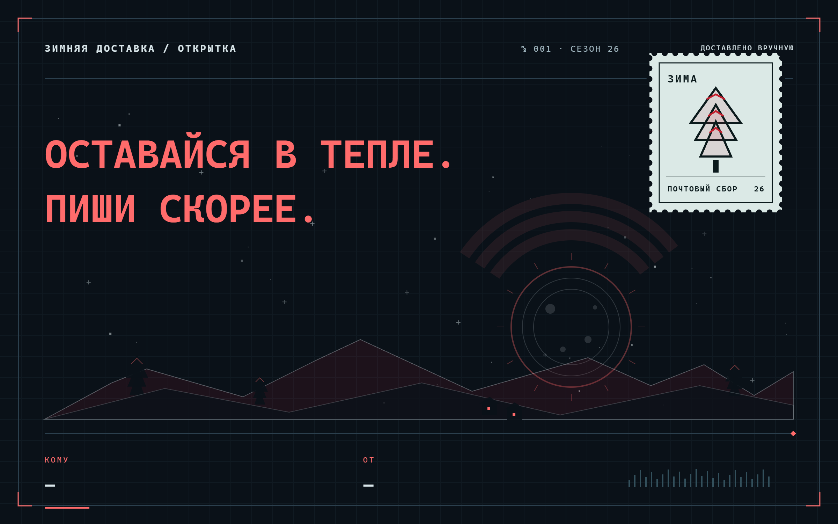 ЗИМНЯЯ ДОСТАВКА / ОТКРЫТКА
№ 001 · СЕЗОН 26
ДОСТАВЛЕНО ВРУЧНУЮ
ЗИМА
ПОЧТОВЫЙ СБОР 26
ОСТАВАЙСЯ В ТЕПЛЕ.
ПИШИ СКОРЕЕ.
КОМУ
ОТ
—
—